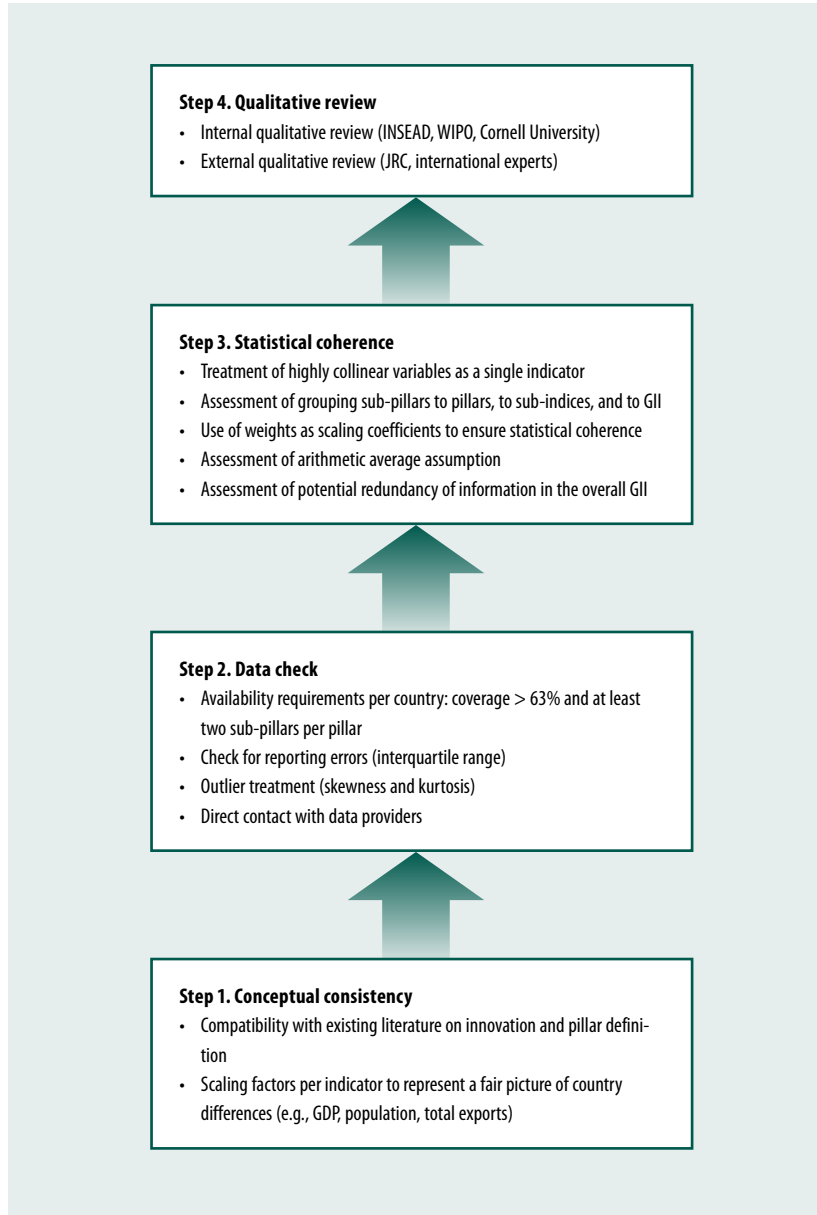 Step 4. Qualitative review
• Internal qualitative review (INSEAD, WIPO, Cornell University)
• External qualitative review (JRC, international experts)
Step 3. Statistical coherence
• Treatment of highly collinear variables as a single indicator
• Assessment of grouping sub-pillars to pillars, to sub-indices, and to GII
• Use of weights as scaling coefficients to ensure statistical coherence
• Assessment of arithmetic average assumption
• Assessment of potential redundancy of information in the overall GII
Step 2. Data check
• Availability requirements per country: coverage > 63% and at least
two sub-pillars per pillar
• Check for reporting errors (interquartile range)
• Outlier treatment (skewness and kurtosis)
• Direct contact with data providers
Step 1. Conceptual consistency
• Compatibility with existing literature on innovation and pillar defini-
tion
• Scaling factors per indicator to represent a fair picture of country
differences (e.g., GDP, population, total exports)